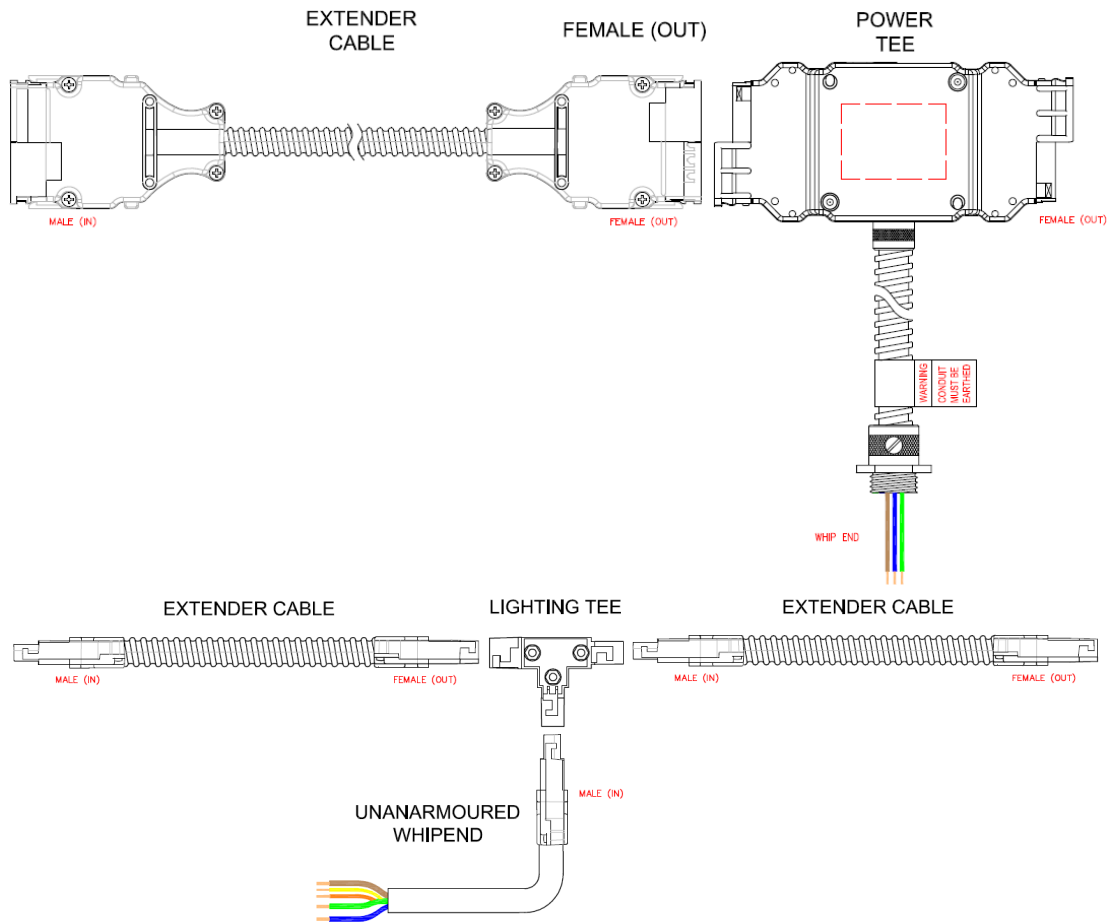 EXTENDER
CABLE
FEMALE (OUT)
POWER
TEE
MALE (IN)
FEMALE (OUT)
FEMALE (OUT)
WARNING
CONDUIT
MUST BE
EARTHED
WHIP END
EXTENDER CABLE
LIGHTING TEE
EXTENDER CABLE
MALE (IN)
FEMALE (OUT)
MALE (IN)
FEMALE (OUT)
MALE (IN)
UNANARMOURED
WHIPEND